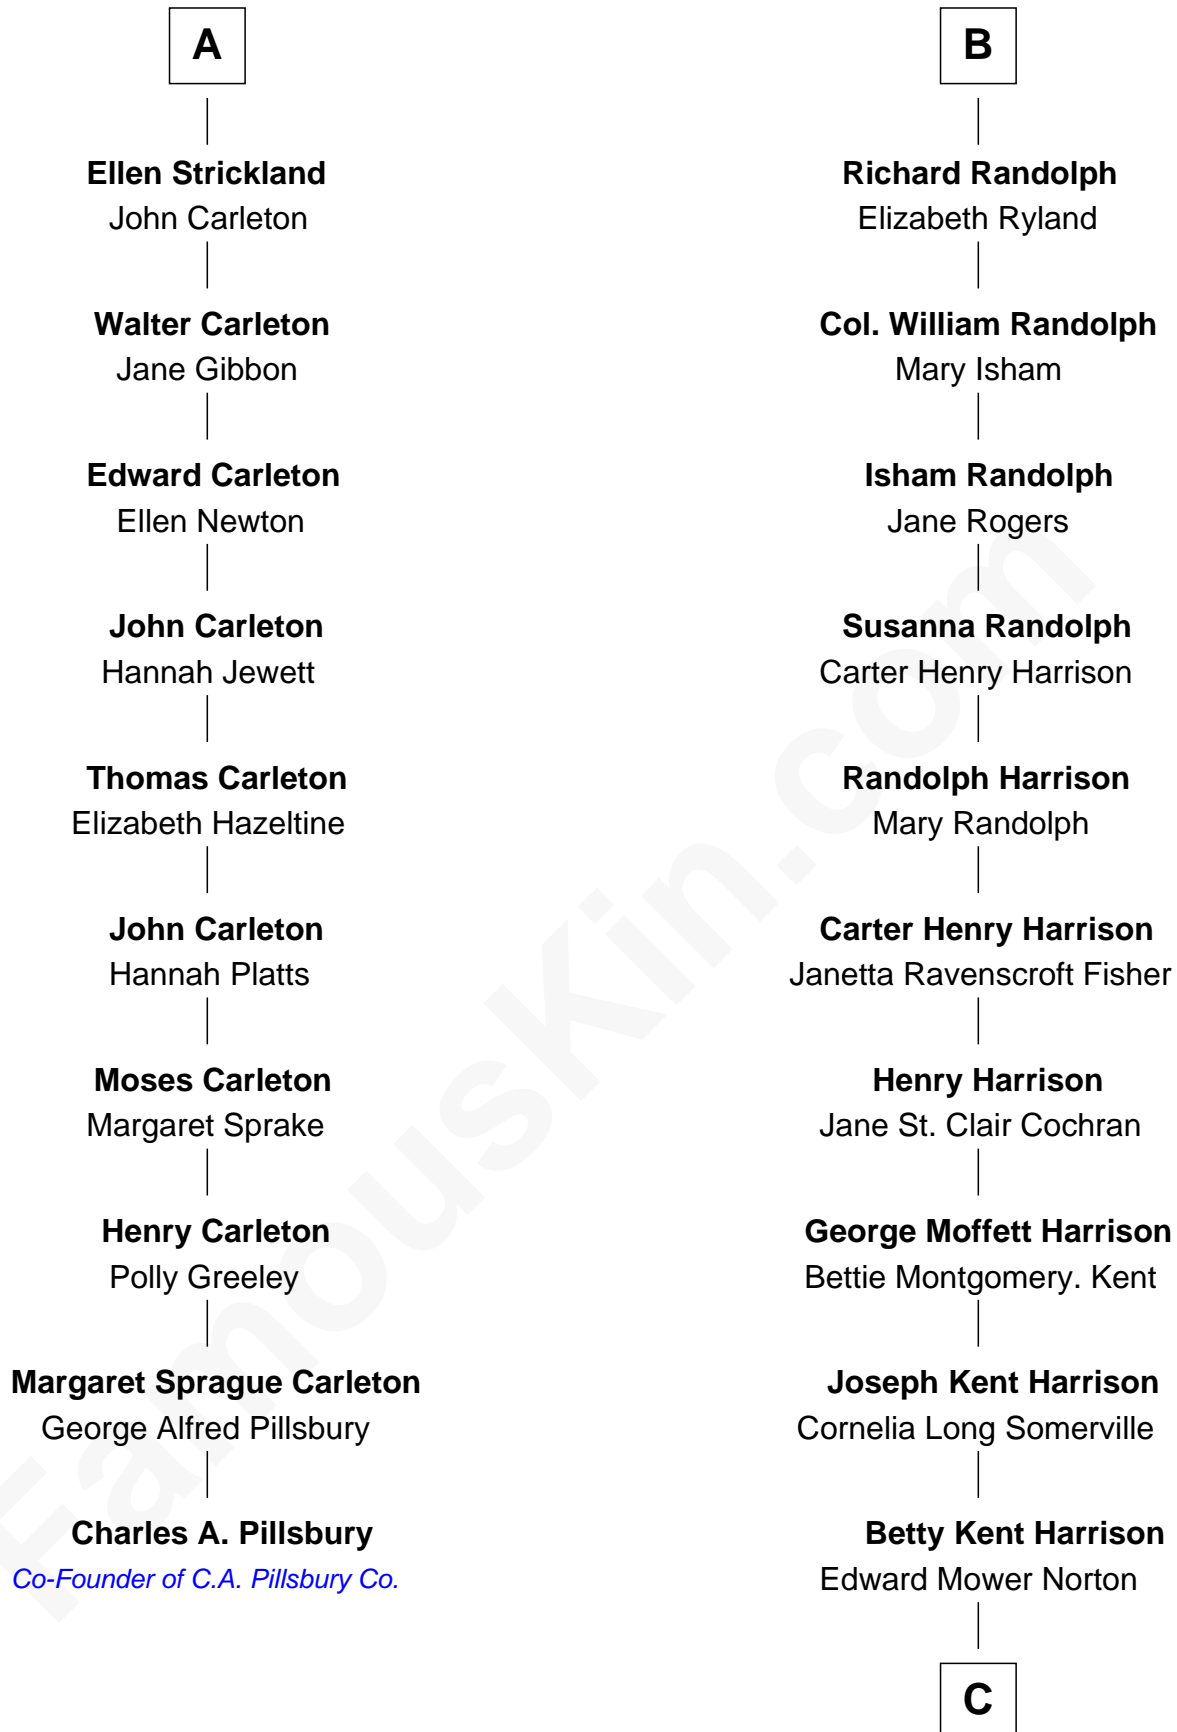 A
Ellen Strickland
John Carleton
Walter Carleton
Jane Gibbon
Edward Carleton
Ellen Newton
John Carleton
Hannah Jewett
Thomas Carleton
Elizabeth Hazeltine
John Carleton
Hannah Platts
Moses Carleton
Margaret Sprake
Henry Carleton
Polly Greeley
Margaret Sprague Carleton
George Alfred Pillsbury
Charles A. Pillsbury
Co-Founder of C.A. Pillsbury Co.
B
Richard Randolph
Elizabeth Ryland
Col. William Randolph
Mary Isham
Isham Randolph
Jane Rogers
Susanna Randolph
Carter Henry Harrison
Randolph Harrison
Mary Randolph
Carter Henry Harrison
Janetta Ravenscroft Fisher
Henry Harrison
Jane St. Clair Cochran
George Moffett Harrison
Bettie Montgomery. Kent
Joseph Kent Harrison
Cornelia Long Somerville
Betty Kent Harrison
Edward Mower Norton
C
FamousKin.com